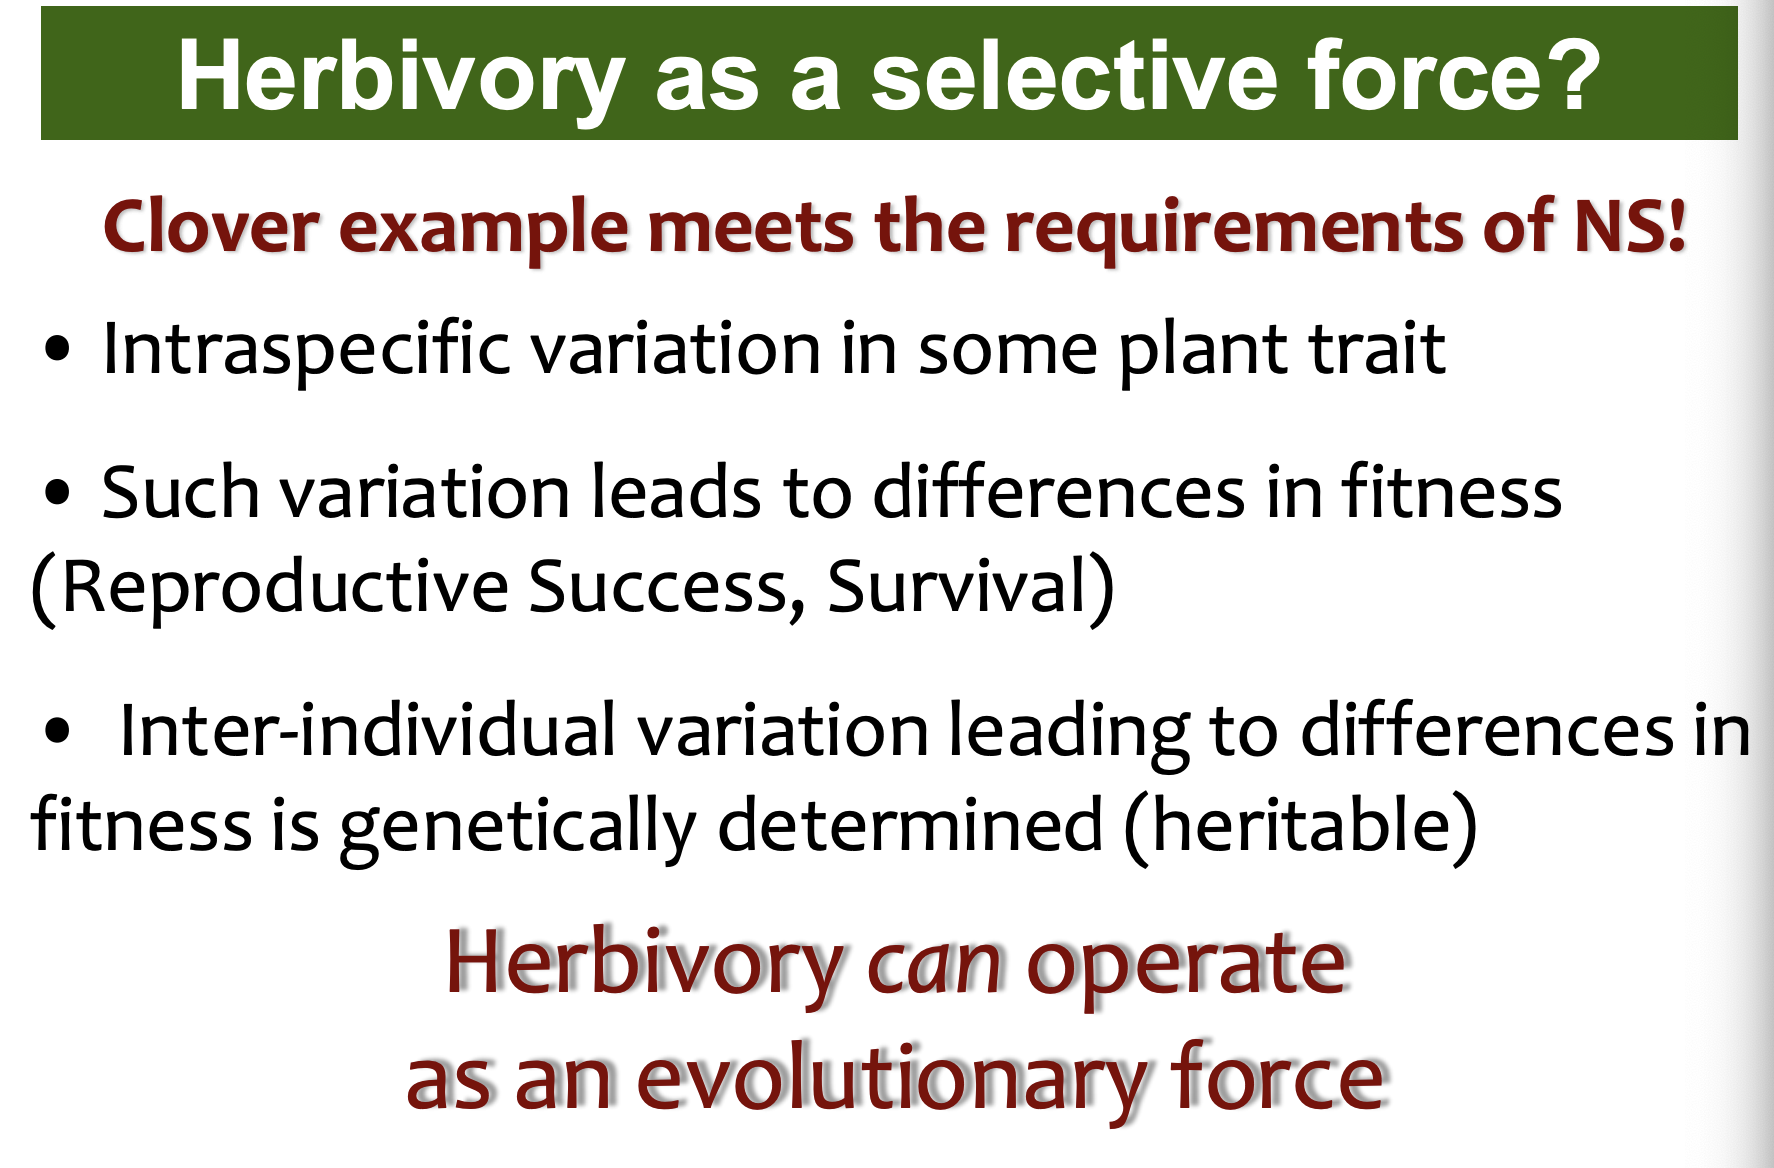 Herbivory as a selective force?
Clover example meets the requirements of NS!
• Intraspecific variation in some plant trait
• Such variation leads to differences in fitness
(Reproductive Success, Survival)
• Inter-individual variation leading to differences in
fitness is genetically determined (heritable)
Herbivory can operate
as an evolutionary force